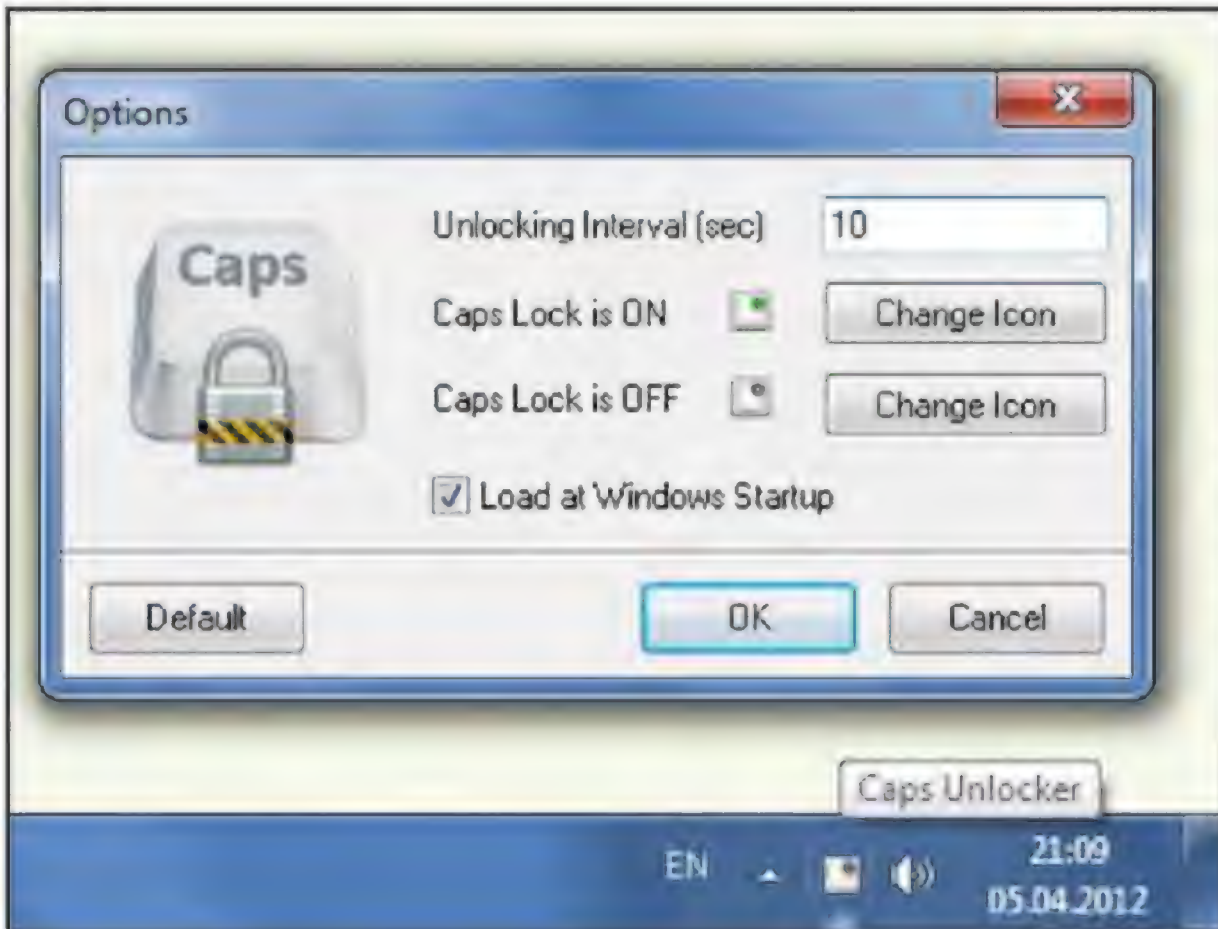 Options
Caps
Unlocking Interval (sec) 10
Caps Lock is ON Change Icon
Caps Lock is OFF Change Icon
Load at Windows Startup
Default OK Cancel
Caps Unlocker
EN 21:09
05.04.2012